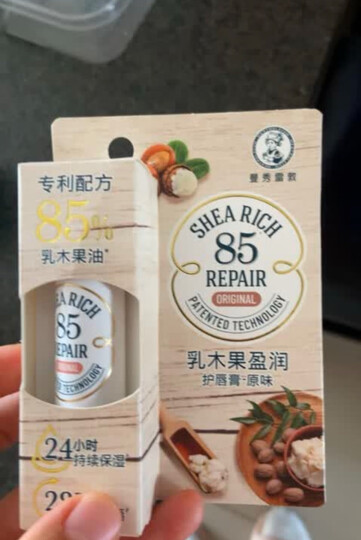 曼秀雷敦
专利配方
85%
乳木果油*
SHEA RICH
85
REPAIR
ORIGINAL
PATENTED TECHNOLOGY
乳木果盈润
护唇膏-原味
EA RIC
85
REPAIR
24小时
持续保湿